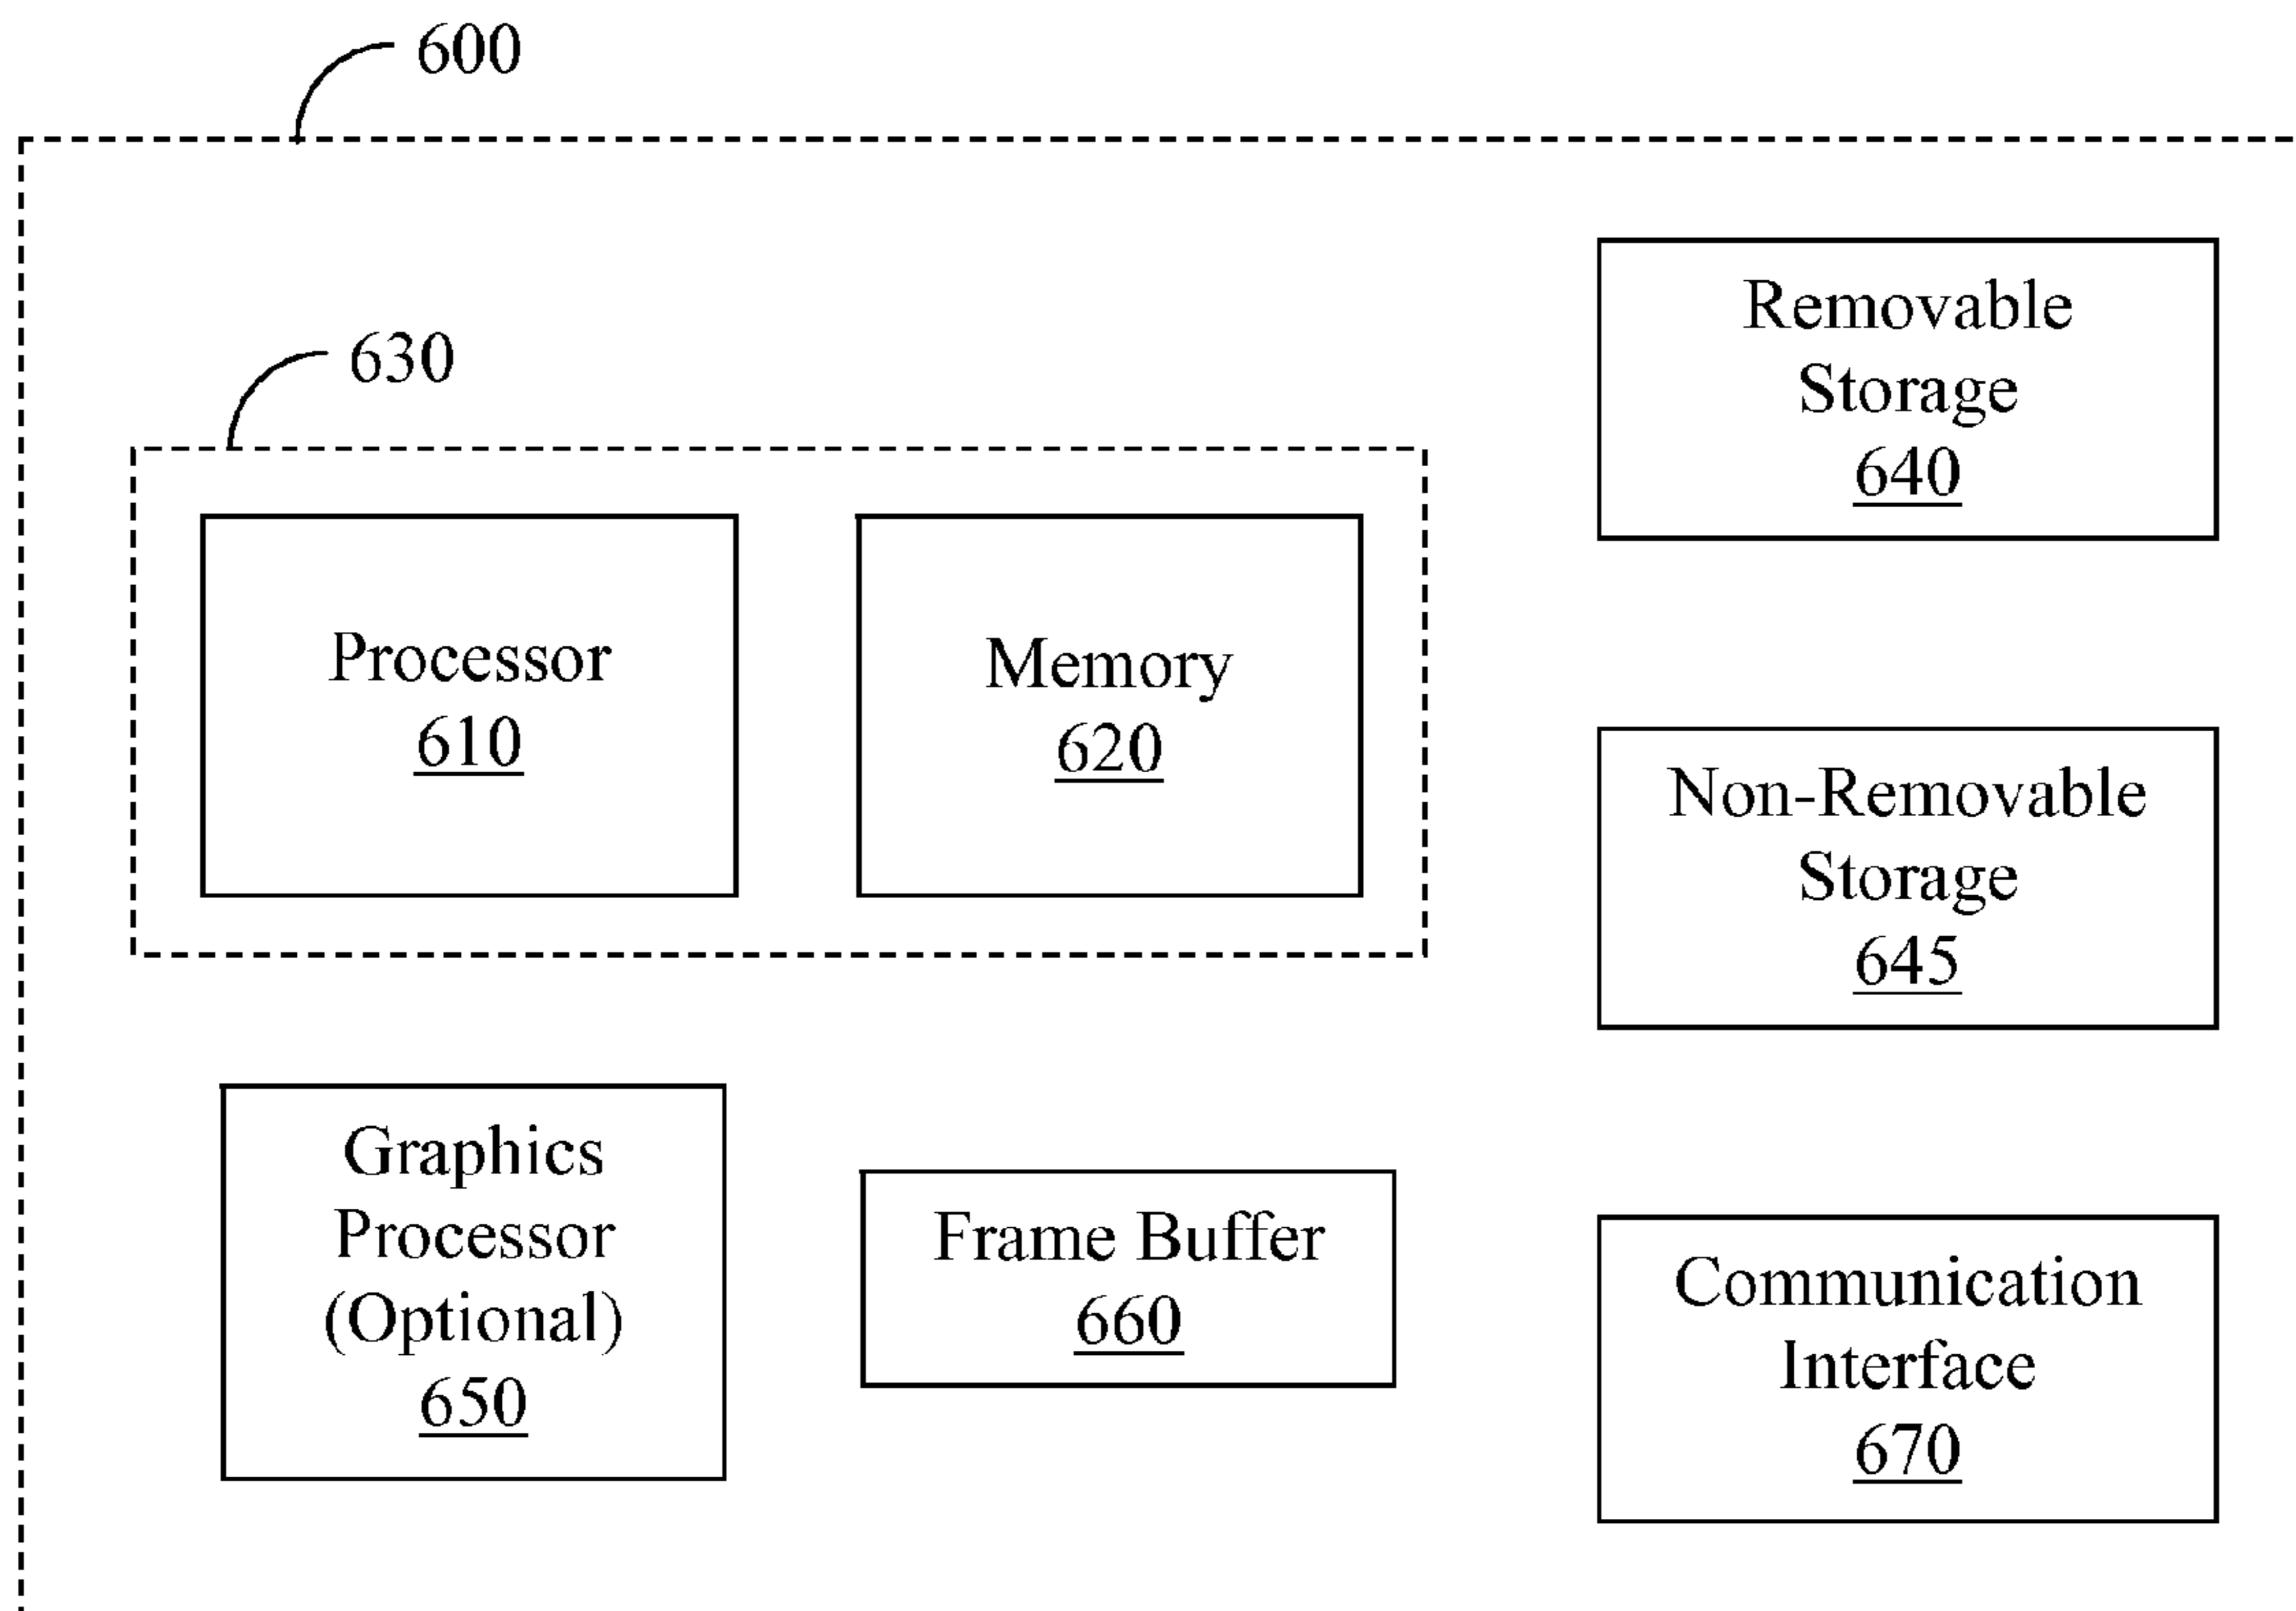 600
630
Processor
610
Memory
620
Removable
Storage
640
Non-Removable
Storage
645
Graphics
Processor
(Optional)
650
Frame Buffer
660
Communication
Interface
670